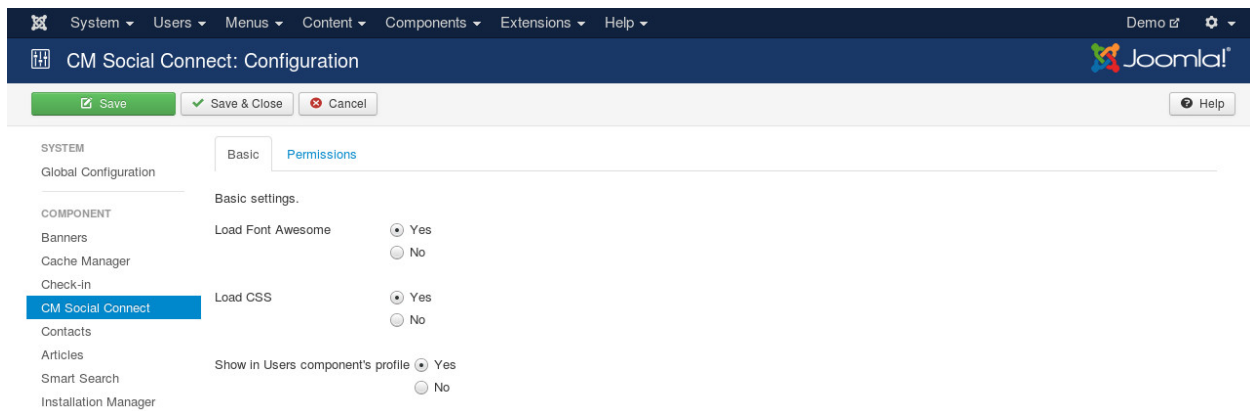 System Users Menus Content Components Extensions Help Demo
CM Social Connect: Configuration Joomla!®
Save Save & Close Cancel Help
SYSTEM
Global Configuration
COMPONENT
Banners
Cache Manager
Check-in
CM Social Connect
Contacts
Articles
Smart Search
Installation Manager
Basic Permissions
Basic settings.
Load Font Awesome Yes
No
Load CSS Yes
No
Show in Users component's profile Yes
No